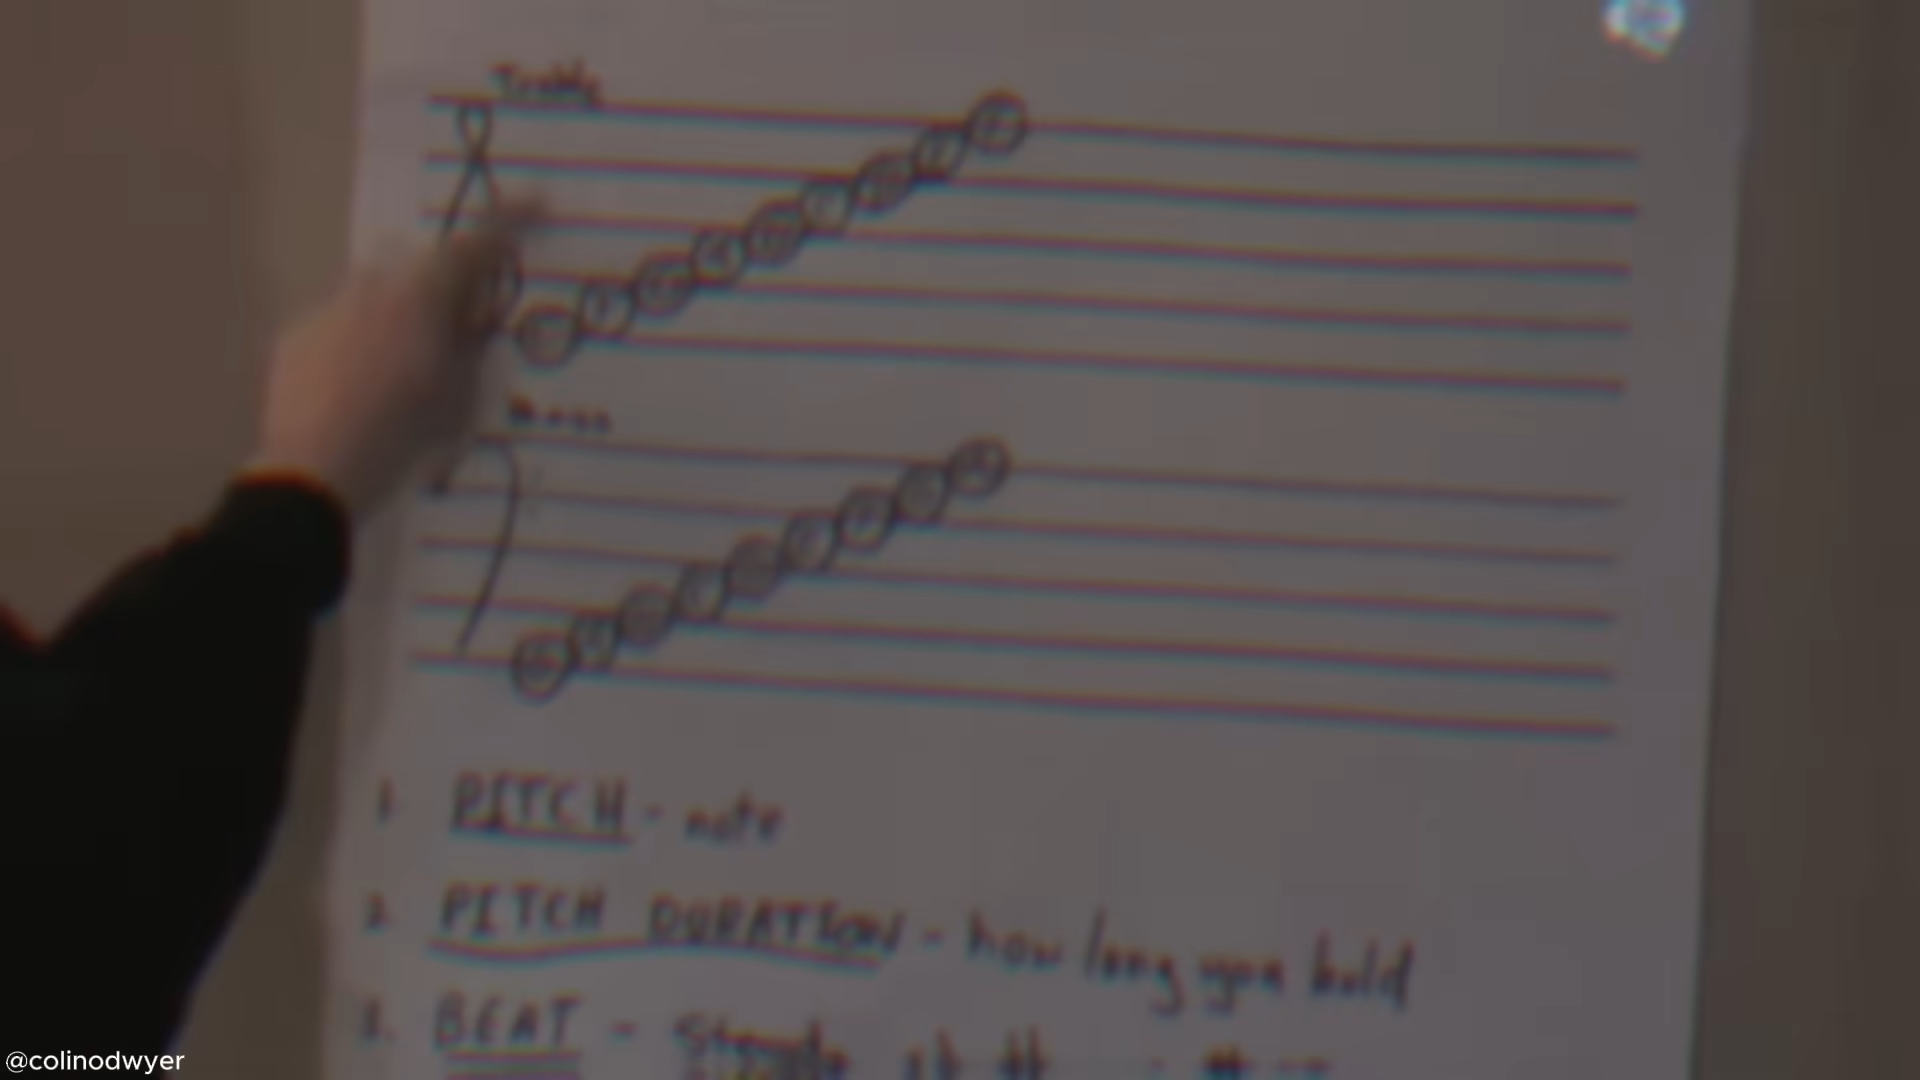 Treble
E F G A B C D E F
Bass
G A B C D E F G A
1. PITCH - note
2. PITCH DURATION - how long you hold
3. BEAT -
@colinodwyer